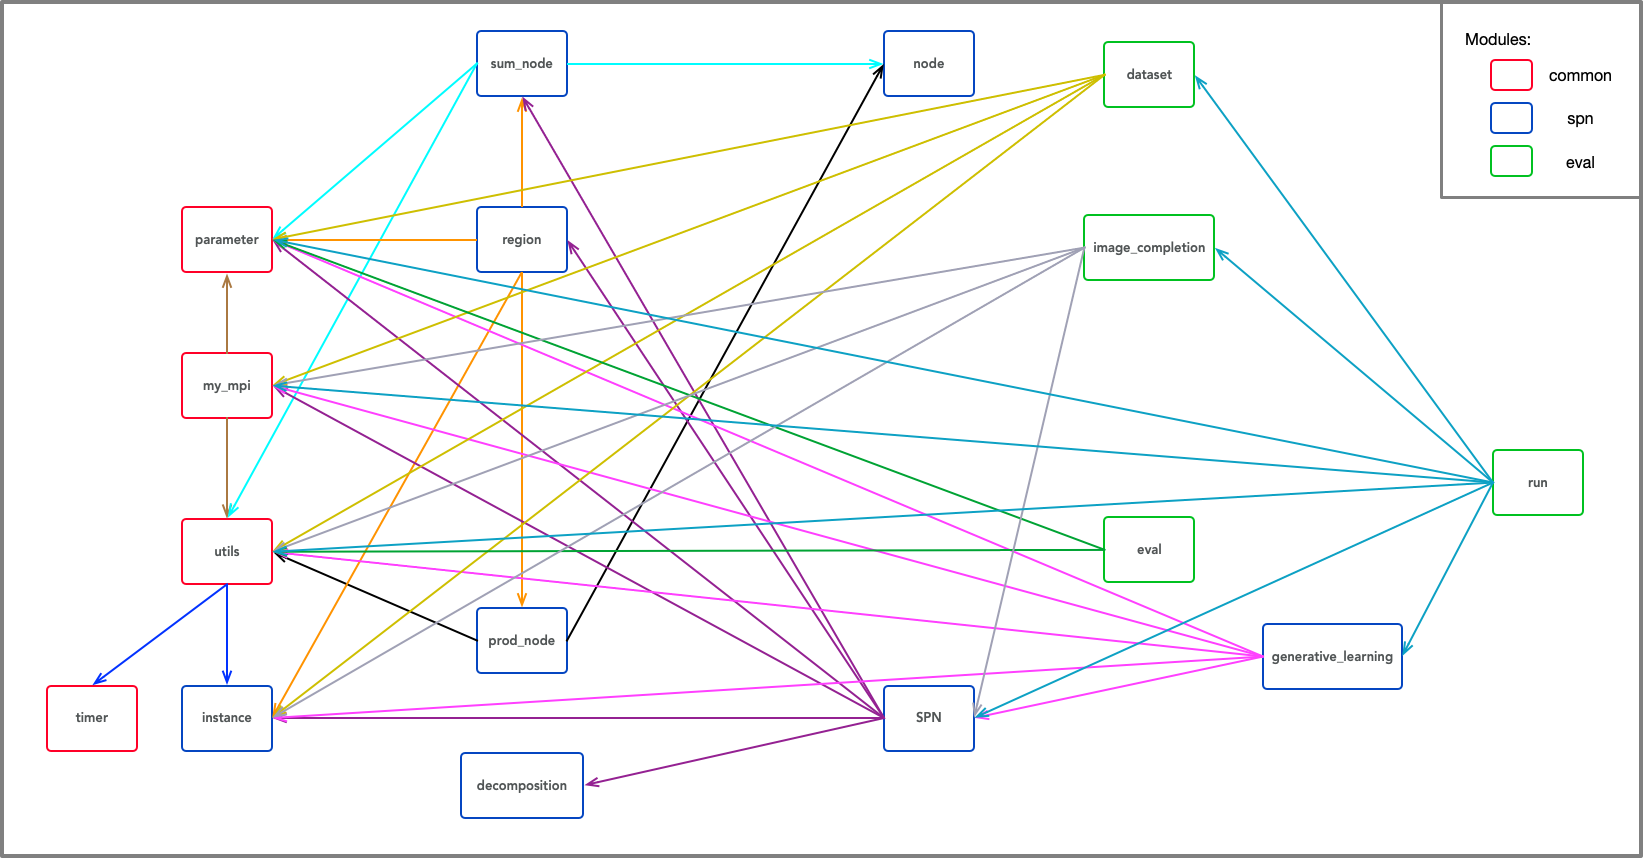 Modules:
common
spn
eval
sum_node
node
dataset
parameter
region
image_completion
my_mpi
run
utils
eval
prod_node
generative_learning
timer
instance
SPN
decomposition